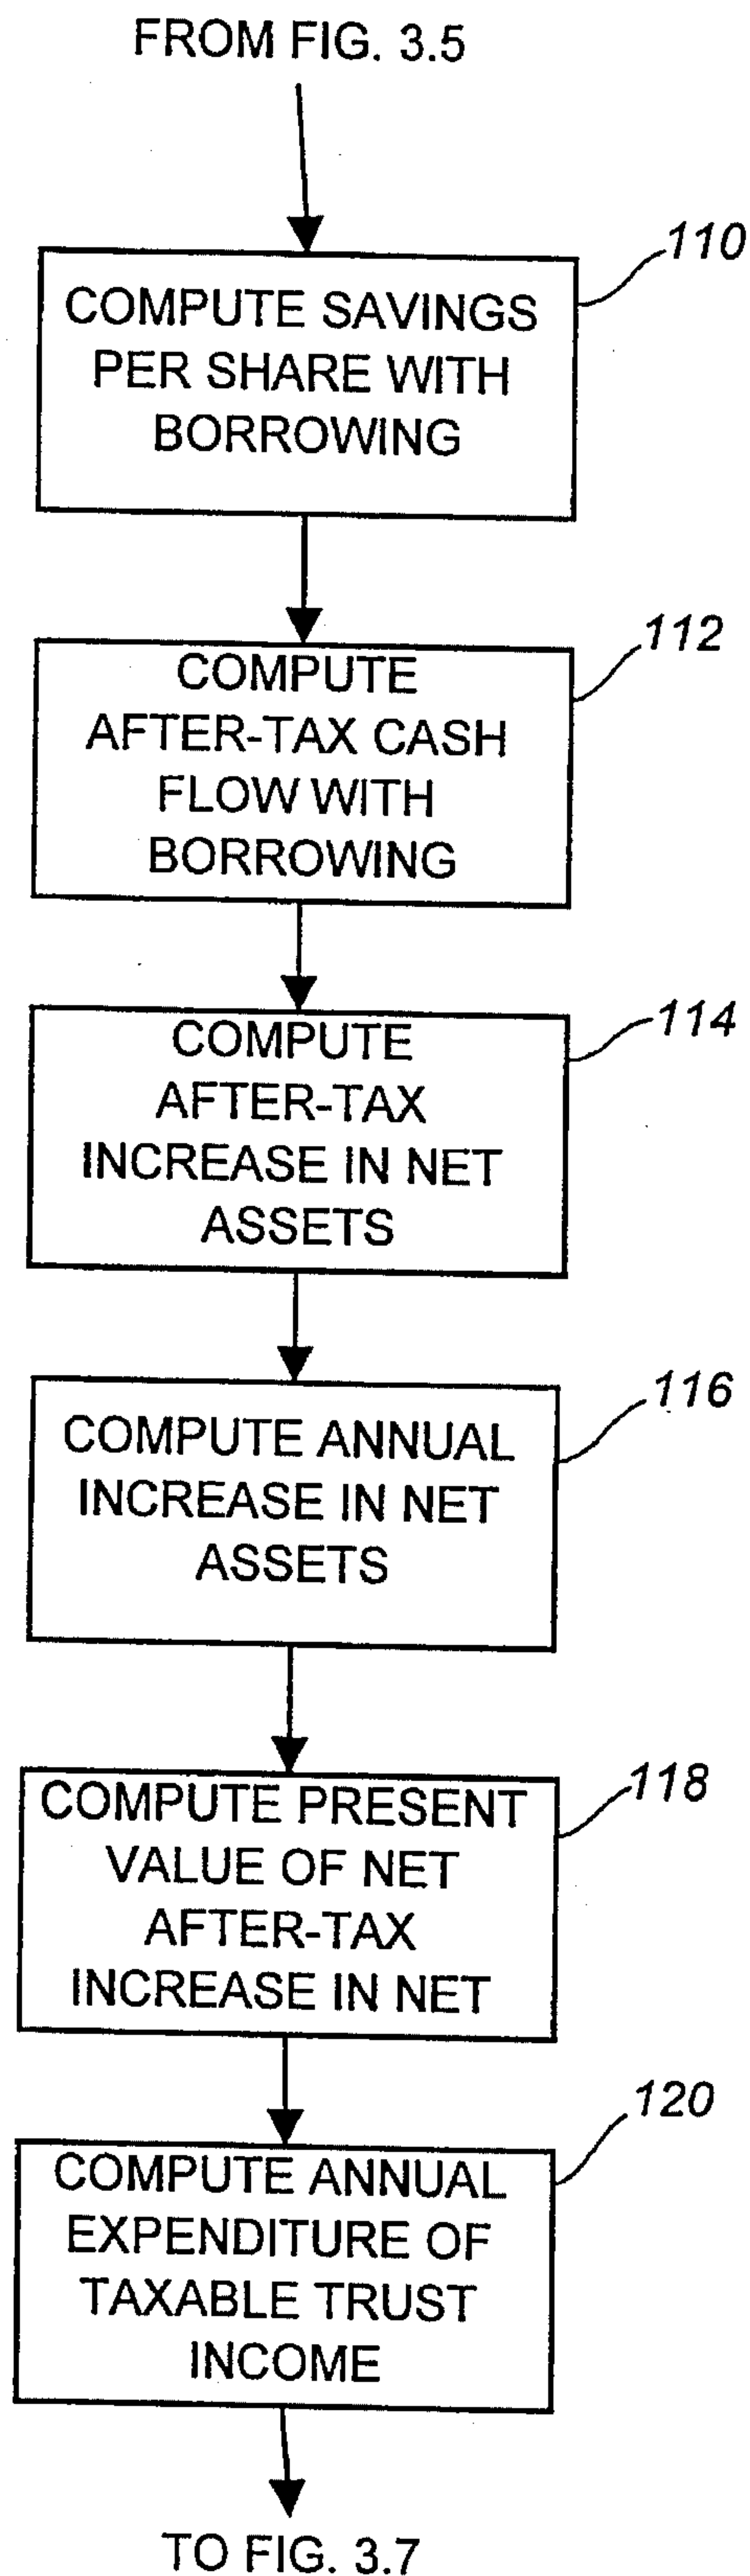 FROM FIG. 3.5
110
COMPUTE SAVINGS
PER SHARE WITH
BORROWING
112
COMPUTE
AFTER-TAX CASH
FLOW WITH
BORROWING
114
COMPUTE
AFTER-TAX
INCREASE IN NET
ASSETS
116
COMPUTE ANNUAL
INCREASE IN NET
ASSETS
118
COMPUTE PRESENT
VALUE OF NET
AFTER-TAX
INCREASE IN NET
120
COMPUTE ANNUAL
EXPENDITURE OF
TAXABLE TRUST
INCOME
TO FIG. 3.7